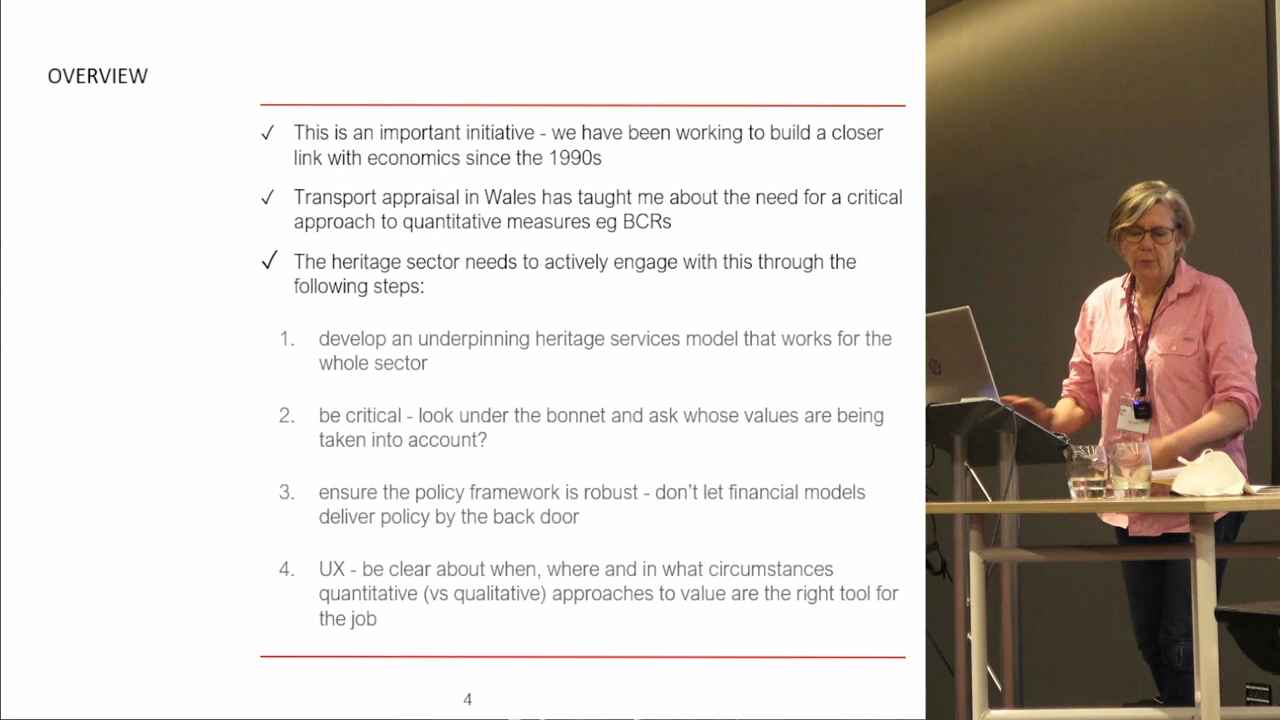 OVERVIEW
✓ This is an important initiative - we have been working to build a closer
link with economics since the 1990s
✓ Transport appraisal in Wales has taught me about the need for a critical
approach to quantitative measures eg BCRs
✓ The heritage sector needs to actively engage with this through the
following steps:
1. develop an underpinning heritage services model that works for the
whole sector
2. be critical - look under the bonnet and ask whose values are being
taken into account?
3. ensure the policy framework is robust - don't let financial models
deliver policy by the back door
4. UX - be clear about when, where and in what circumstances
quantitative (vs qualitative) approaches to value are the right tool for
the job
4